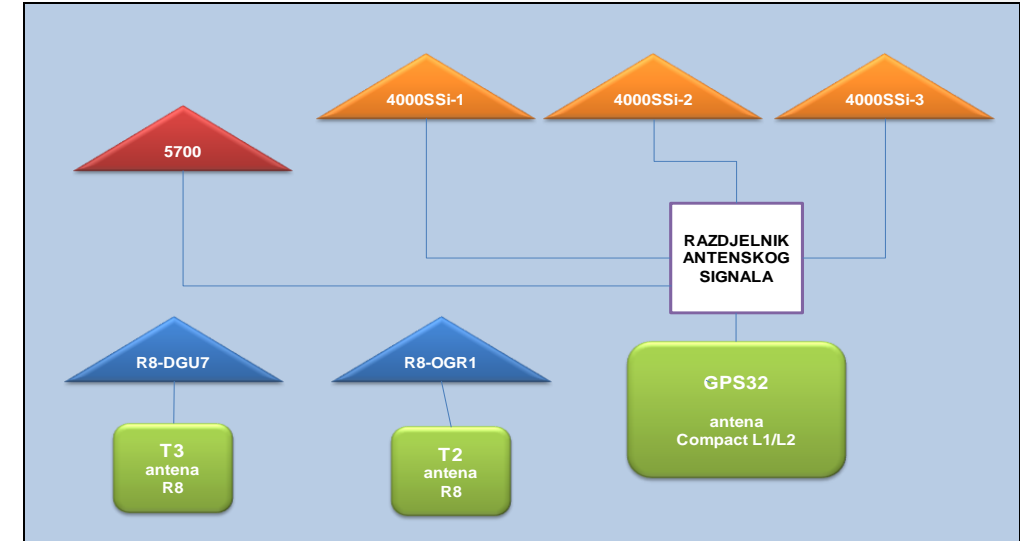 4000SSi-1
4000SSi-2
4000SSi-3
5700
RAZDJELNIK
ANTENSKOG
SIGNALA
R8-DGU7
R8-OGR1
GPS32
antena
Compact L1/L2
T3
antena
R8
T2
antena
R8